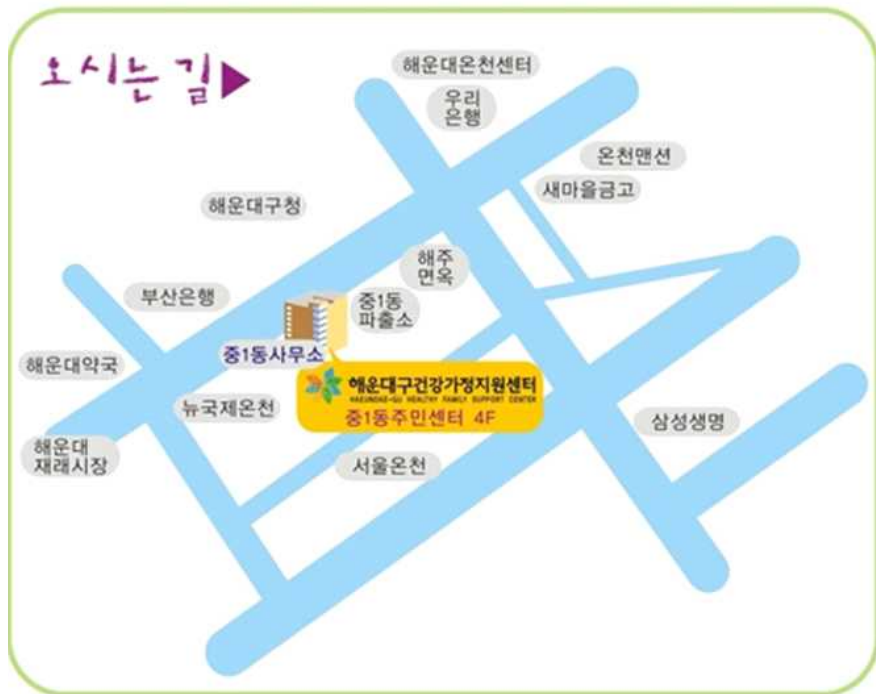 오시는 길
해운대온천센터
우리
은행
온천맨션
새마을금고
해운대구청
해주
면옥
부산은행
중1동
파출소
중1동사무소
해운대약국
해운대구건강가정지원센터
HAEUNDAE-GU HEALTHY FAMILY SUPPORT CENTER
중1동주민센터 4F
뉴국제온천
삼성생명
해운대
재래시장
서울온천